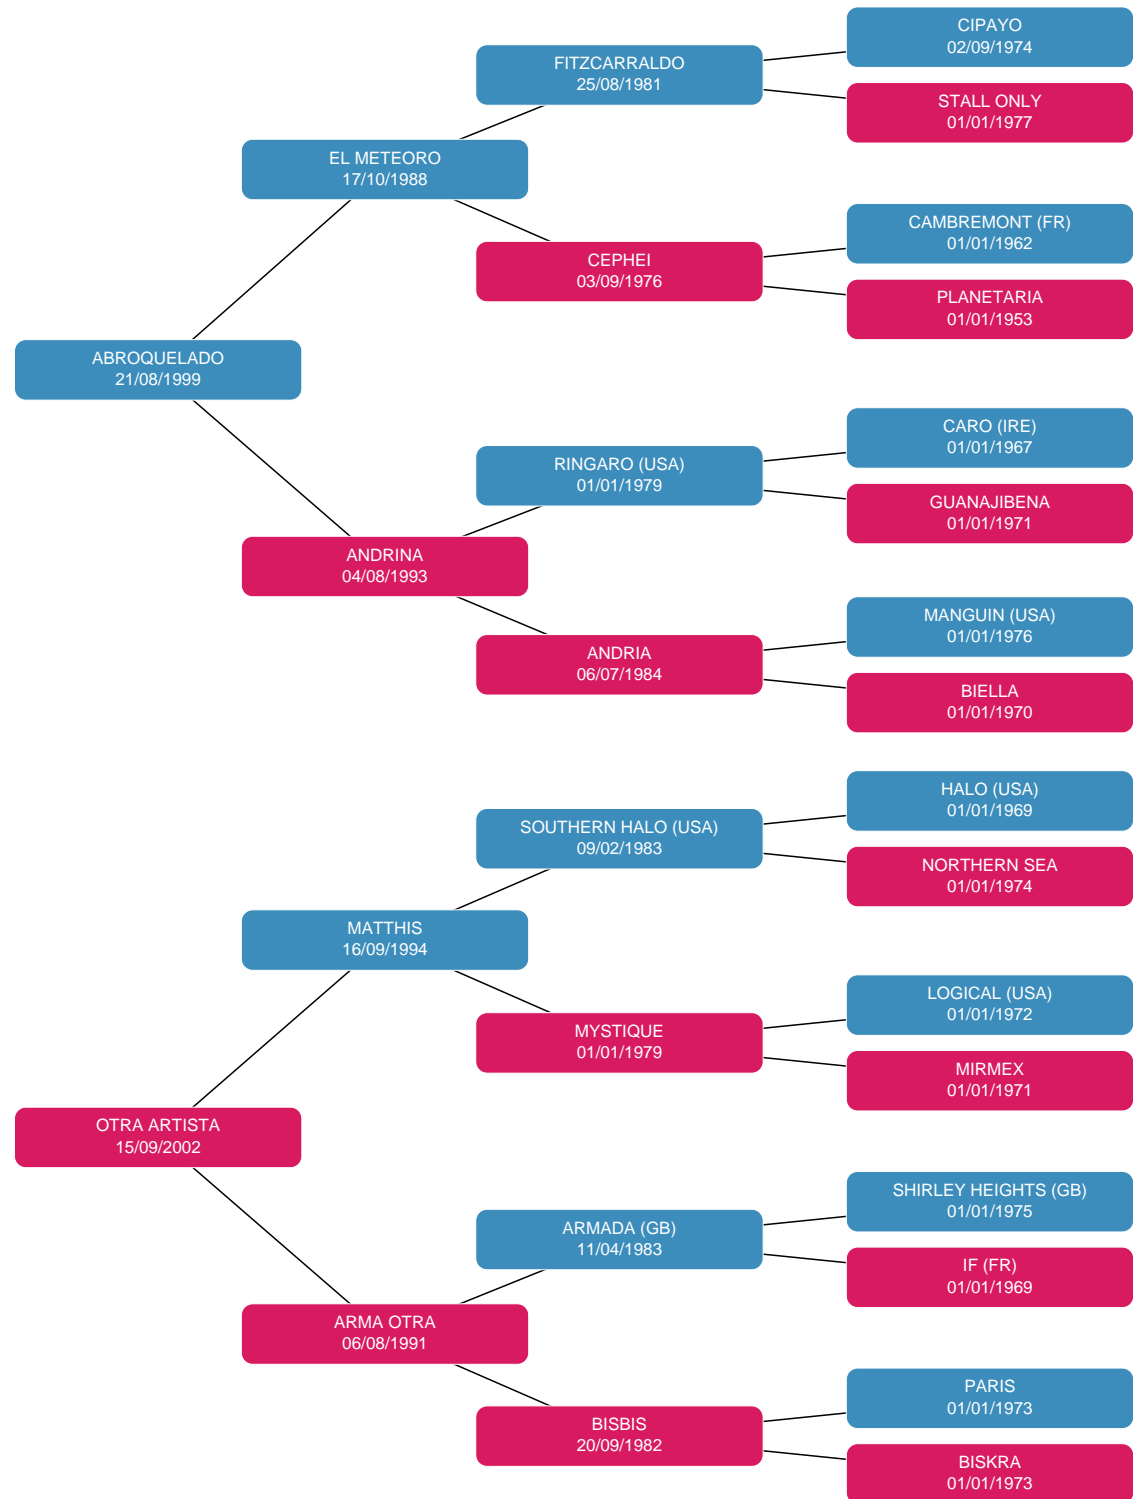 CIPAYO
02/09/1974
FITZCARRALDO
25/08/1981
STALL ONLY
01/01/1977
EL METEORO
17/10/1988
CAMBREMONT (FR)
01/01/1962
CEPHEI
03/09/1976
PLANETARIA
01/01/1953
ABROQUELADO
21/08/1999
CARO (IRE)
01/01/1967
RINGARO (USA)
01/01/1979
GUANAJIBENA
01/01/1971
ANDRINA
04/08/1993
MANGUIN (USA)
01/01/1976
ANDRIA
06/07/1984
BIELLA
01/01/1970
HALO (USA)
01/01/1969
SOUTHERN HALO (USA)
09/02/1983
NORTHERN SEA
01/01/1974
MATTHIS
16/09/1994
LOGICAL (USA)
01/01/1972
MYSTIQUE
01/01/1979
MIRMEX
01/01/1971
OTRA ARTISTA
15/09/2002
SHIRLEY HEIGHTS (GB)
01/01/1975
ARMADA (GB)
11/04/1983
IF (FR)
01/01/1969
ARMA OTRA
06/08/1991
PARIS
01/01/1973
BISBIS
20/09/1982
BISKRA
01/01/1973